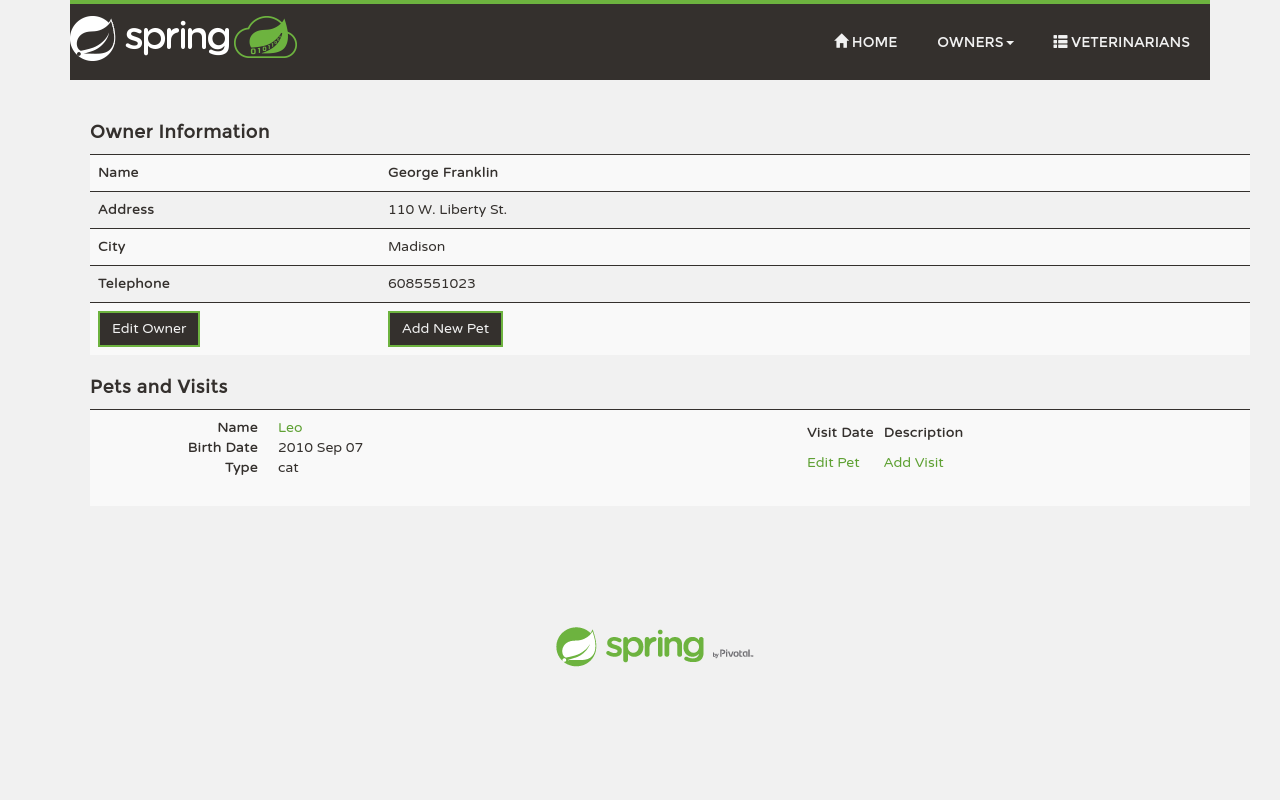 spring
HOME OWNERS VETERINARIANS
Owner Information
Name George Franklin
Address 110 W. Liberty St.
City Madison
Telephone 6085551023
Edit Owner Add New Pet
Pets and Visits
Name Leo Visit Date Description
Birth Date 2010 Sep 07
Type cat Edit Pet Add Visit
spring by Pivotal